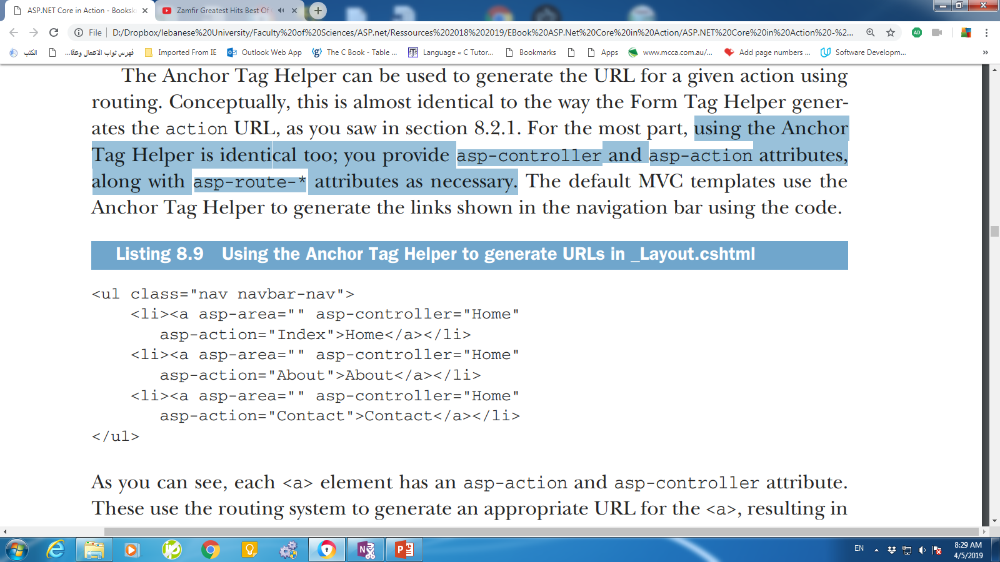 ASP.NET Core in Action - Booksk
Zamfir Greatest Hits Best Of
File | D:/Dropbox/lebanese%20University/Faculty%20of%20Sciences/ASP.net/Ressources%202018%202019/EBook%20ASP.Net%20Core%20in%20Action/ASP.NET%20Core%20in%20Action%20-%2...
الكتب فهرس ثواب الاعمال وعقا... Imported From IE Outlook Web App The C Book - Table ... Language « C Tutor... Bookmarks Apps www.mcca.com.au/... Add page numbers ... Software Developm... »
The Anchor Tag Helper can be used to generate the URL for a given action using
routing. Conceptually, this is almost identical to the way the Form Tag Helper gener-
ates the action URL, as you saw in section 8.2.1. For the most part, using the Anchor
Tag Helper is identical too; you provide asp-controller and asp-action attributes,
along with asp-route-* attributes as necessary. The default MVC templates use the
Anchor Tag Helper to generate the links shown in the navigation bar using the code.
Listing 8.9 Using the Anchor Tag Helper to generate URLs in _Layout.cshtml
<ul class="nav navbar-nav">
<li><a asp-area="" asp-controller="Home"
asp-action="Index">Home</a></li>
<li><a asp-area="" asp-controller="Home"
asp-action="About">About</a></li>
<li><a asp-area="" asp-controller="Home"
asp-action="Contact">Contact</a></li>
</ul>
As you can see, each <a> element has an asp-action and asp-controller attribute.
These use the routing system to generate an appropriate URL for the <a>, resulting in
EN
8:29 AM
4/5/2019